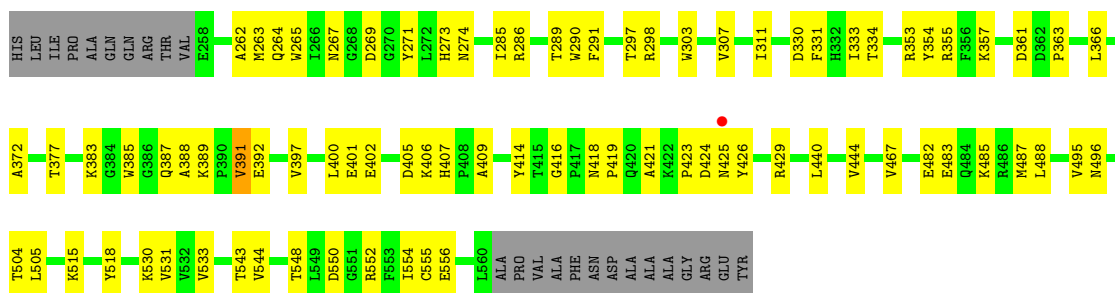 HIS LEU ILE PRO ALA GLN GLN ARG THR VAL E258 A262 M263 Q264 W265 I266 N267 G268 D269 G270 Y271 L272 H273 N274 I285 R286 T289 W290 F291 T297 R298 W303 V307 I311 D330 F331 H332 I333 T334 R353 Y354 R355 F356 K357 D361 D362 P363 L366
A372 T377 K383 G384 W385 G386 Q387 A388 K389 P390 V391 E392 V397 L400 E401 E402 D405 K406 H407 P408 A409 Y414 T415 G416 P417 N418 P419 Q420 A421 K422 P423 D424 N425 Y426 R429 L440 V444 V467 E482 E483 Q484 K485 R486 M487 L488 V495 N496
T504 L505 K515 Y518 K530 V531 V532 V533 T543 V544 T548 L549 D550 G551 R552 F553 I554 C555 E556 L560 ALA PRO VAL ALA PHE ASN ASP ALA ALA ALA GLY ARG GLU TYR